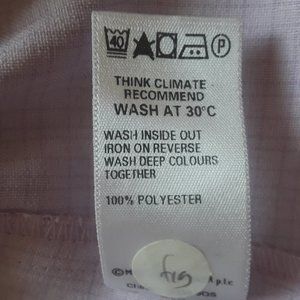 40 P
THINK CLIMATE
RECOMMEND
WASH AT 30°C
WASH INSIDE OUT
IRON ON REVERSE
WASH DEEP COLOURS
TOGETHER
100% POLYESTER